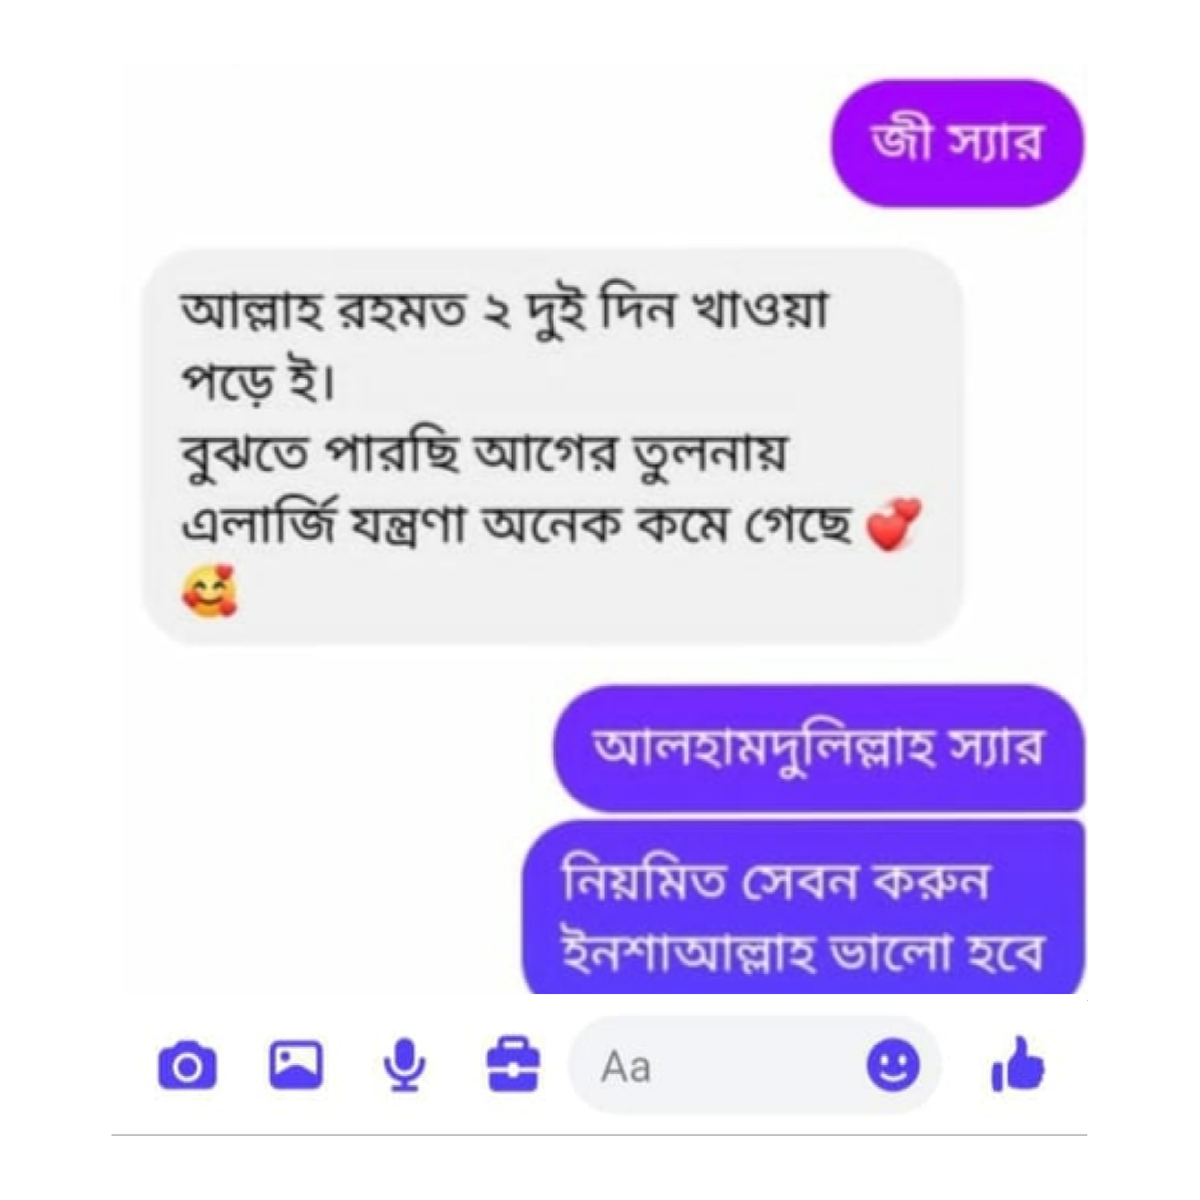 জী স্যার
আল্লাহ রহমত ২ দুই দিন খাওয়া
পড়ে ই।
বুঝতে পারছি আগের তুলনায়
এলার্জি যন্ত্রণা অনেক কমে গেছে 💞
🥰
আলহামদুলিল্লাহ স্যার
নিয়মিত সেবন করুন
ইনশাআল্লাহ ভালো হবে
Aa